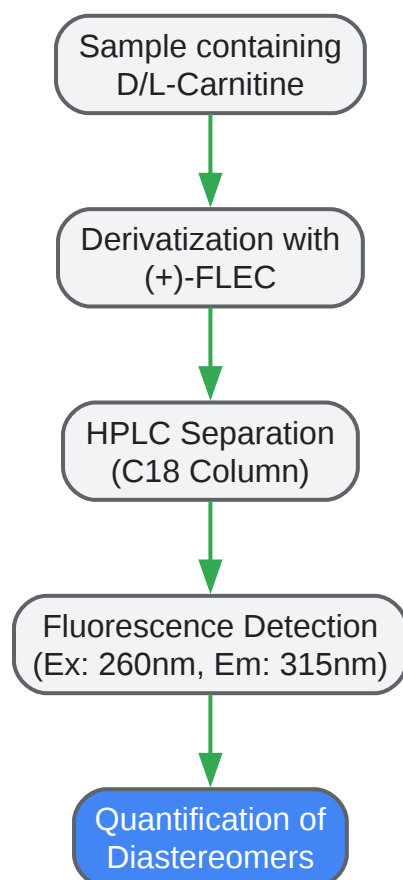 Sample containing
D/L-Carnitine
Derivatization with
(+)-FLEC
HPLC Separation
(C18 Column)
Fluorescence Detection
(Ex: 260nm, Em: 315nm)
Quantification of
Diastereomers